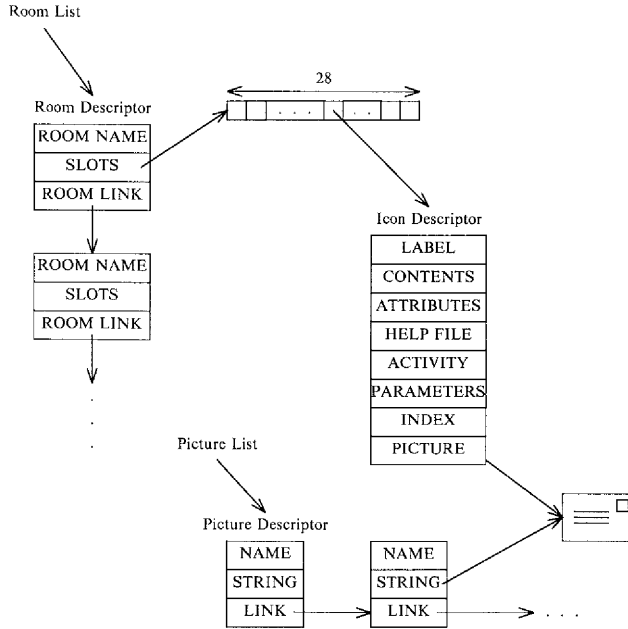 Room List
28
Room Descriptor
ROOM NAME
SLOTS
ROOM LINK
. . .
. .
Icon Descriptor
LABEL
CONTENTS
ATTRIBUTES
HELP FILE
ACTIVITY
PARAMETERS
INDEX
PICTURE
ROOM NAME
SLOTS
ROOM LINK
.
.
.
Picture List
Picture Descriptor
NAME
STRING
LINK
NAME
STRING
LINK
. . .